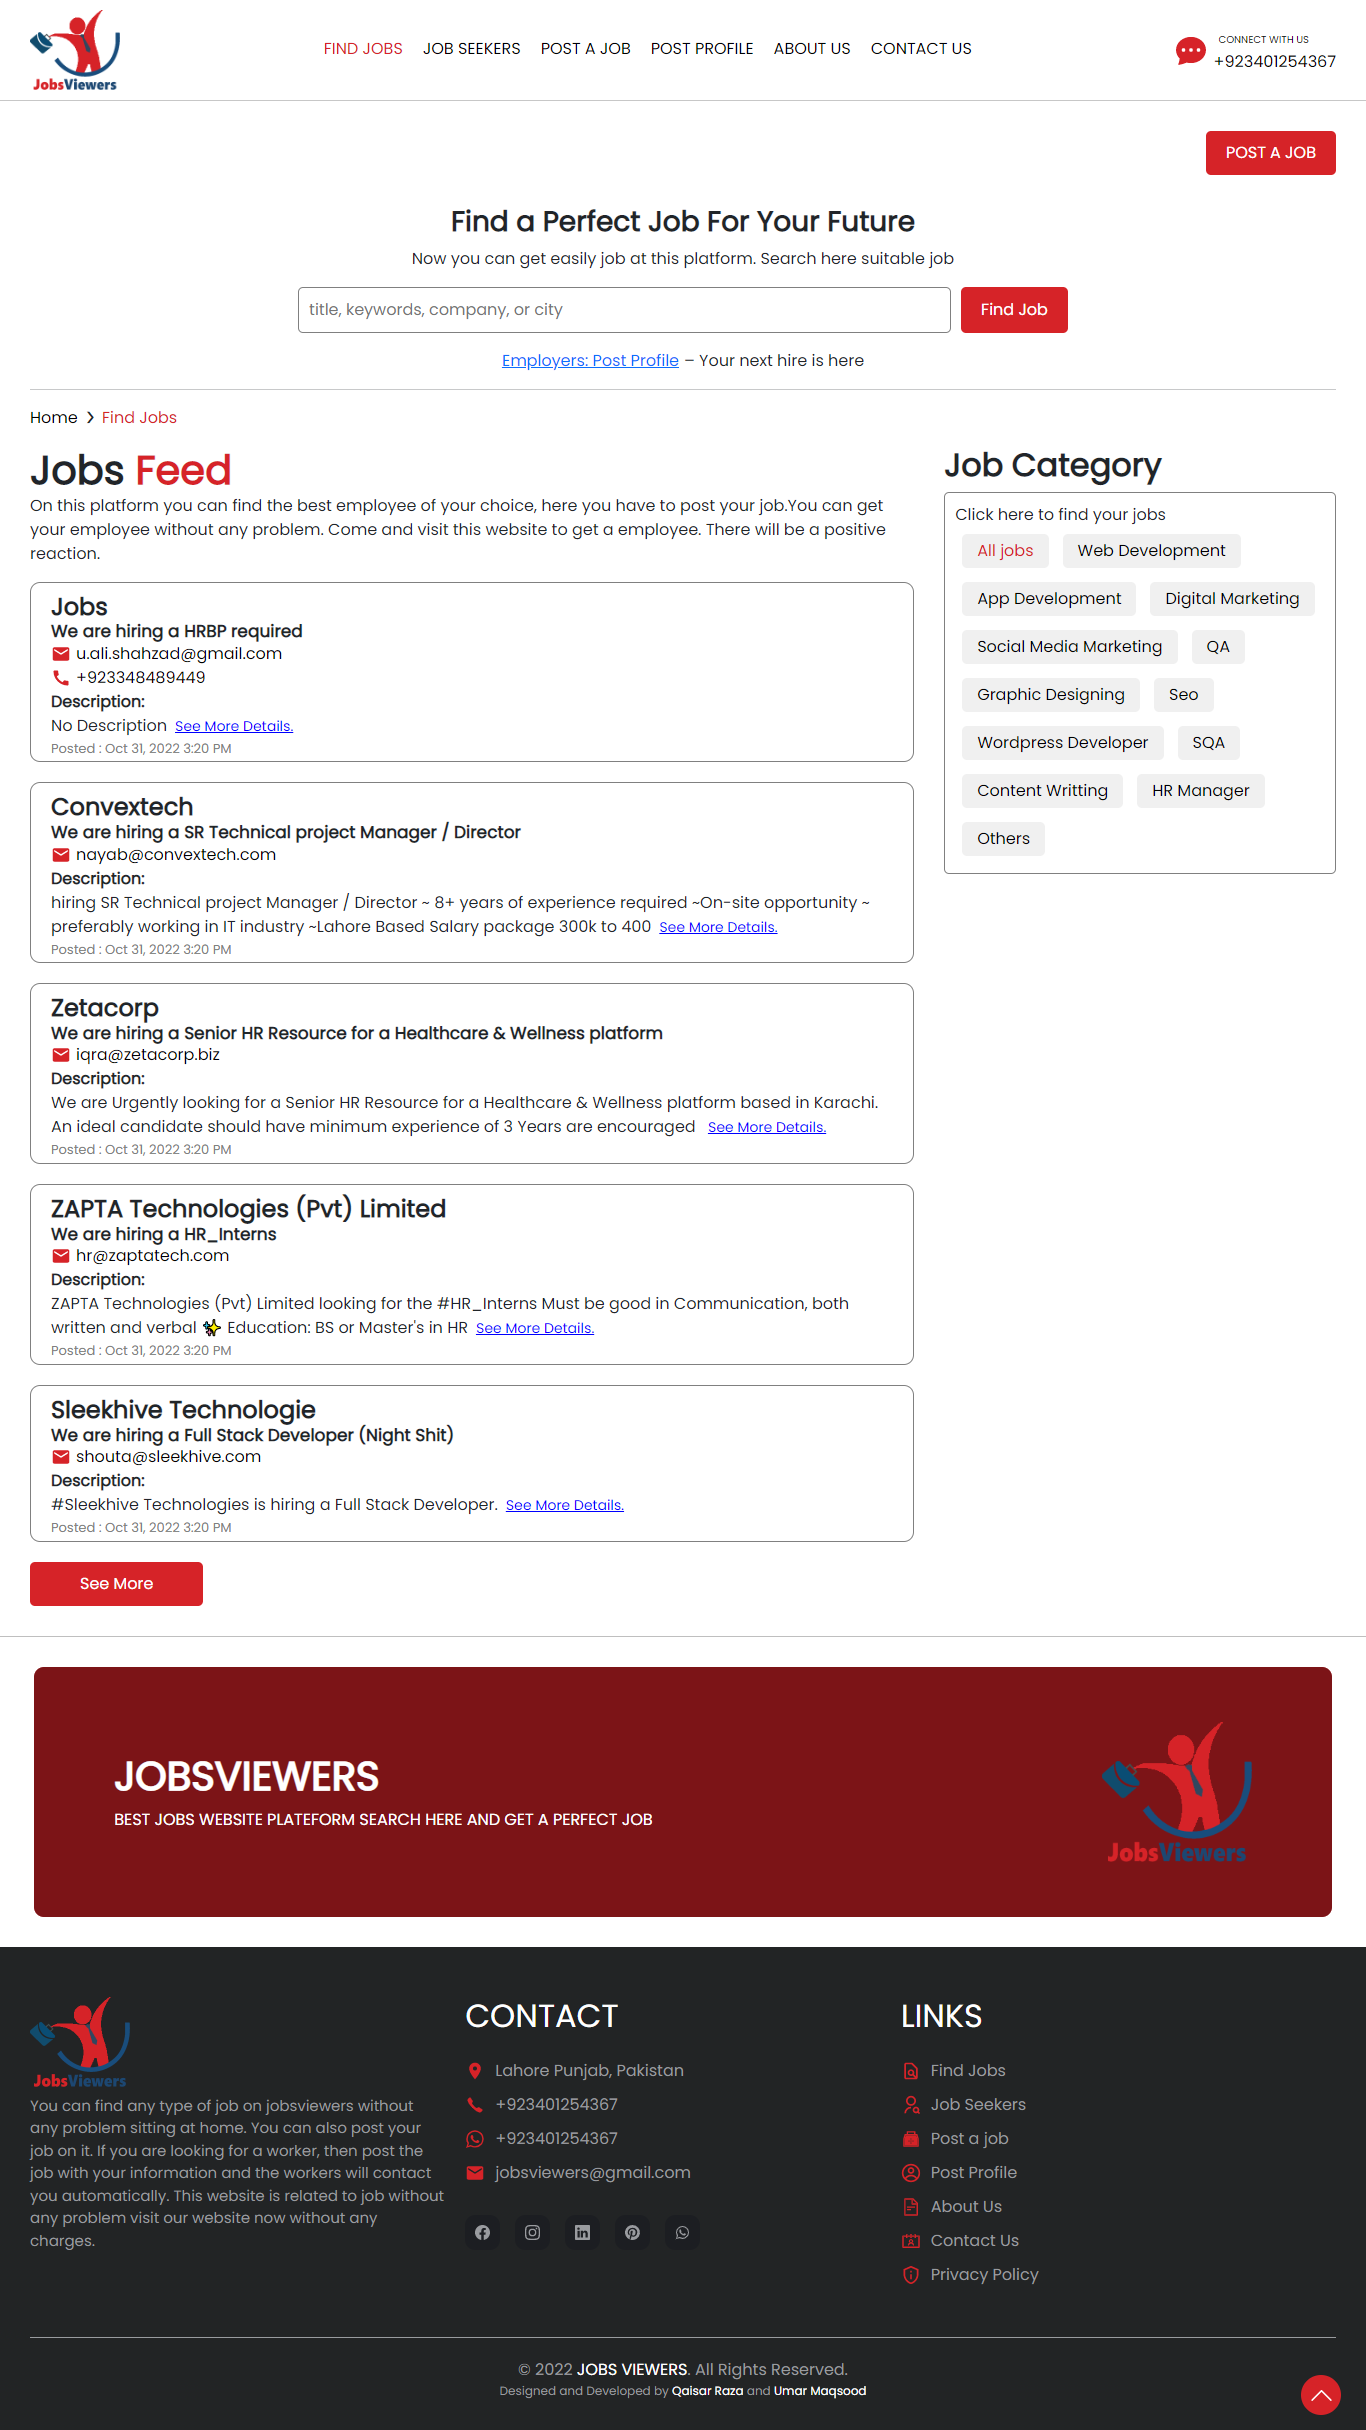 JobsViewers
FIND JOBS JOB SEEKERS POST A JOB POST PROFILE ABOUT US CONTACT US
CONNECT WITH US
+923401254367
POST A JOB
Find a Perfect Job For Your Future
Now you can get easily job at this platform. Search here suitable job
title, keywords, company, or city
Find Job
Employers: Post Profile – Your next hire is here
Home Find Jobs
Jobs Feed
On this platform you can find the best employee of your choice, here you have to post your job.You can get
your employee without any problem. Come and visit this website to get a employee. There will be a positive
reaction.
Jobs
We are hiring a HRBP required
u.ali.shahzad@gmail.com
+923348489449
Description:
No Description See More Details.
Posted : Oct 31, 2022 3:20 PM
Convextech
We are hiring a SR Technical project Manager / Director
nayab@convextech.com
Description:
hiring SR Technical project Manager / Director ~ 8+ years of experience required ~On-site opportunity ~
preferably working in IT industry ~Lahore Based Salary package 300k to 400 See More Details.
Posted : Oct 31, 2022 3:20 PM
Zetacorp
We are hiring a Senior HR Resource for a Healthcare & Wellness platform
iqra@zetacorp.biz
Description:
We are Urgently looking for a Senior HR Resource for a Healthcare & Wellness platform based in Karachi.
An ideal candidate should have minimum experience of 3 Years are encouraged See More Details.
Posted : Oct 31, 2022 3:20 PM
ZAPTA Technologies (Pvt) Limited
We are hiring a HR_Interns
hr@zaptatech.com
Description:
ZAPTA Technologies (Pvt) Limited looking for the #HR_Interns Must be good in Communication, both
written and verbal ✨ Education: BS or Master's in HR See More Details.
Posted : Oct 31, 2022 3:20 PM
Sleekhive Technologie
We are hiring a Full Stack Developer (Night Shit)
shouta@sleekhive.com
Description:
#Sleekhive Technologies is hiring a Full Stack Developer. See More Details.
Posted : Oct 31, 2022 3:20 PM
See More
Job Category
Click here to find your jobs
All jobs Web Development
App Development Digital Marketing
Social Media Marketing QA
Graphic Designing Seo
Wordpress Developer SQA
Content Writting HR Manager
Others
JOBSVIEWERS
BEST JOBS WEBSITE PLATEFORM SEARCH HERE AND GET A PERFECT JOB
JobsViewers
JobsViewers
You can find any type of job on jobsviewers without
any problem sitting at home. You can also post your
job on it. If you are looking for a worker, then post the
job with your information and the workers will contact
you automatically. This website is related to job without
any problem visit our website now without any
charges.
CONTACT
Lahore Punjab, Pakistan
+923401254367
+923401254367
jobsviewers@gmail.com
LINKS
Find Jobs
Job Seekers
Post a job
Post Profile
About Us
Contact Us
Privacy Policy
© 2022 JOBS VIEWERS. All Rights Reserved.
Designed and Developed by Qaisar Raza and Umar Maqsood